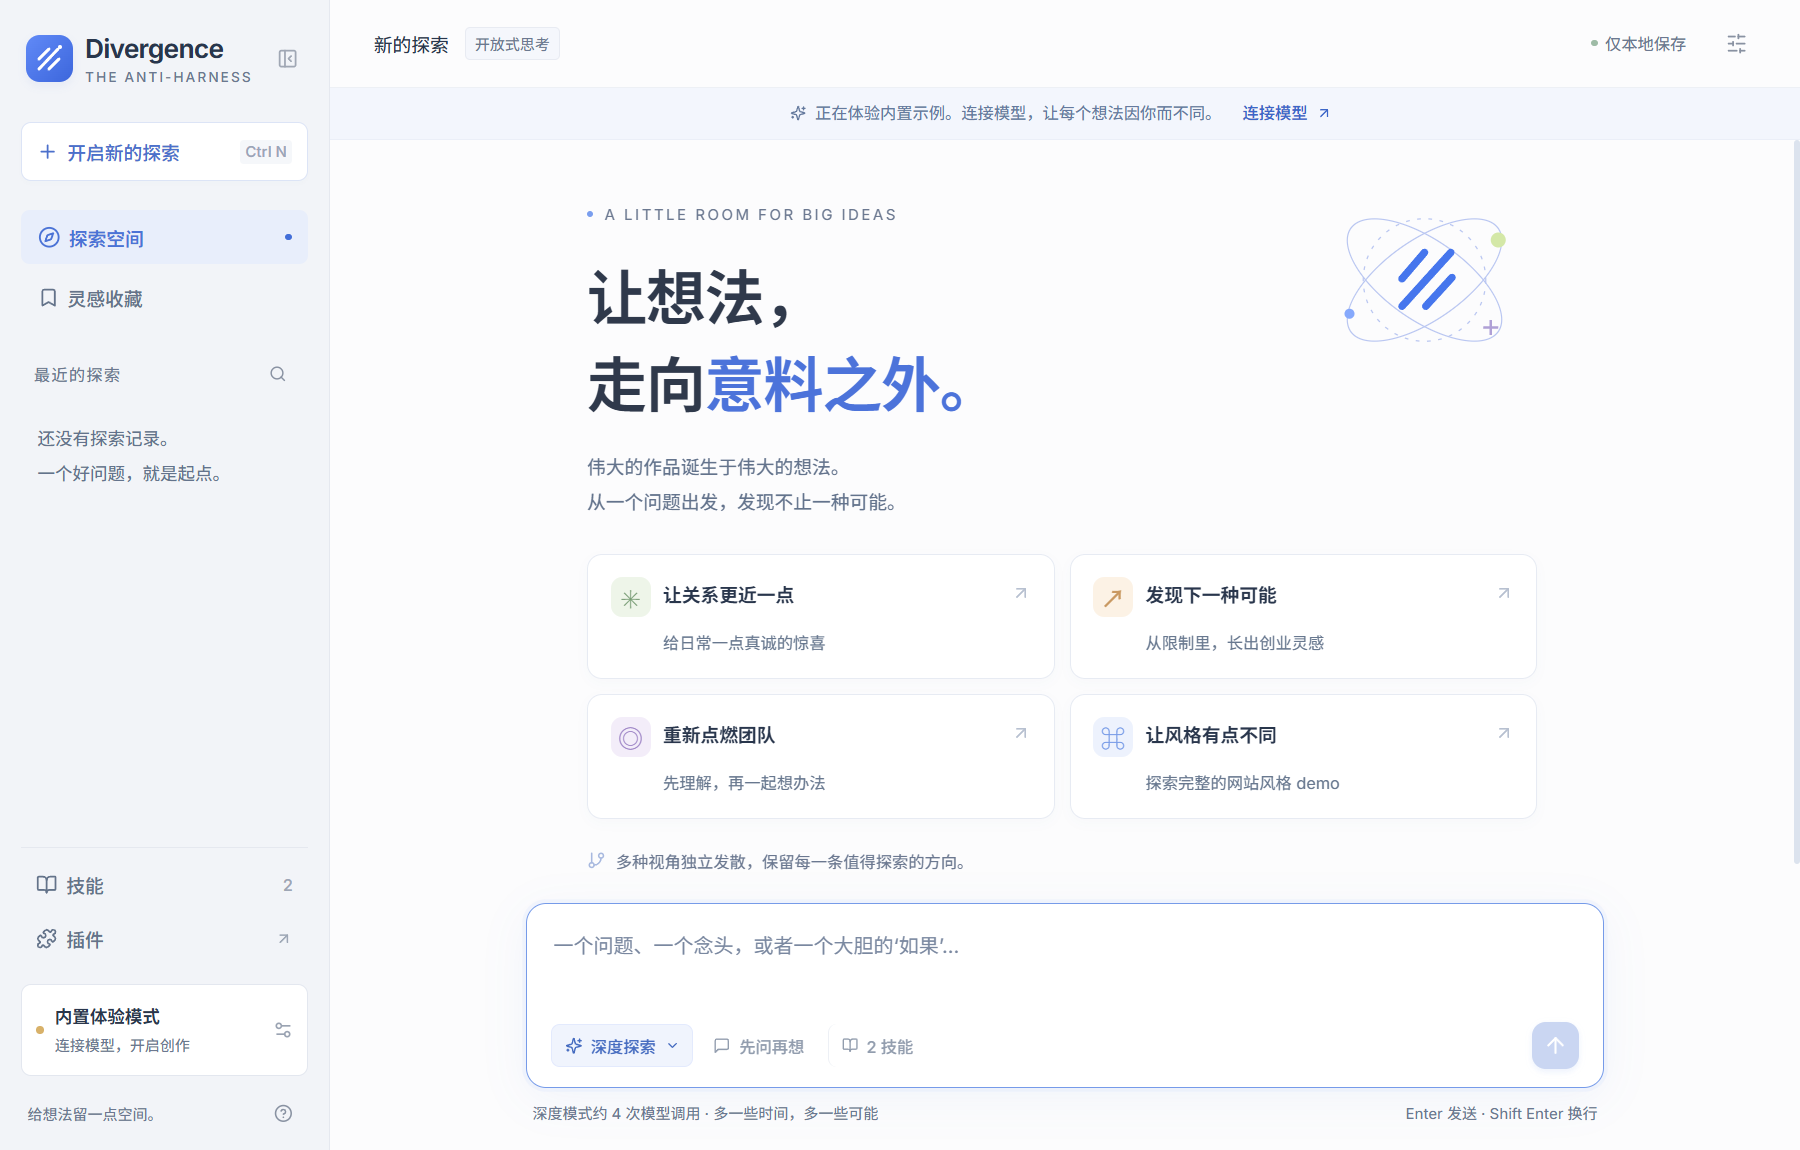 Divergence
THE ANTI-HARNESS
开启新的探索
Ctrl N
探索空间
灵感收藏
最近的探索
还没有探索记录。
一个好问题，就是起点。
技能
2
插件
内置体验模式
连接模型，开启创作
给想法留一点空间。
新的探索
开放式思考
仅本地保存
正在体验内置示例。连接模型，让每个想法因你而不同。
连接模型
A LITTLE ROOM FOR BIG IDEAS
让想法，
走向意料之外。
伟大的作品诞生于伟大的想法。
从一个问题出发，发现不止一种可能。
让关系更近一点
给日常一点真诚的惊喜
发现下一种可能
从限制里，长出创业灵感
重新点燃团队
先理解，再一起想办法
让风格有点不同
探索完整的网站风格 demo
多种视角独立发散，保留每一条值得探索的方向。
一个问题、一个念头，或者一个大胆的‘如果’...
深度探索
先问再想
2 技能
深度模式约 4 次模型调用 · 多一些时间，多一些可能
Enter 发送 · Shift Enter 换行